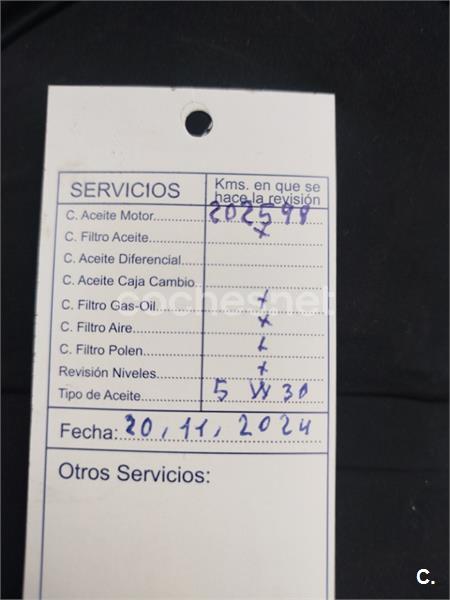 SERVICIOS
Kms. en que se
hace la revisión
C. Aceite Motor 202598
C. Filtro Aceite x
C. Aceite Diferencial
C. Aceite Caja Cambio
C. Filtro Gas-Oil x
C. Filtro Aire x
C. Filtro Polen x
Revisión Niveles x
Tipo de Aceite 5 W 30
Fecha: 20, 11, 2024
Otros Servicios:
coches.net
C.